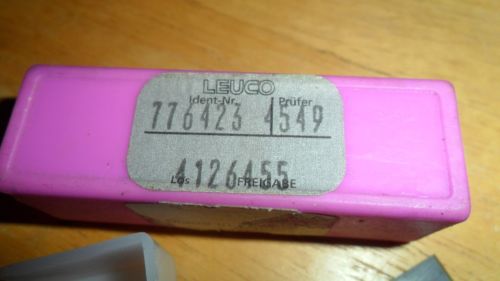 LEUCO
Ident-Nr. Prüfer
776423 4549
4126455
Los FREIGABE